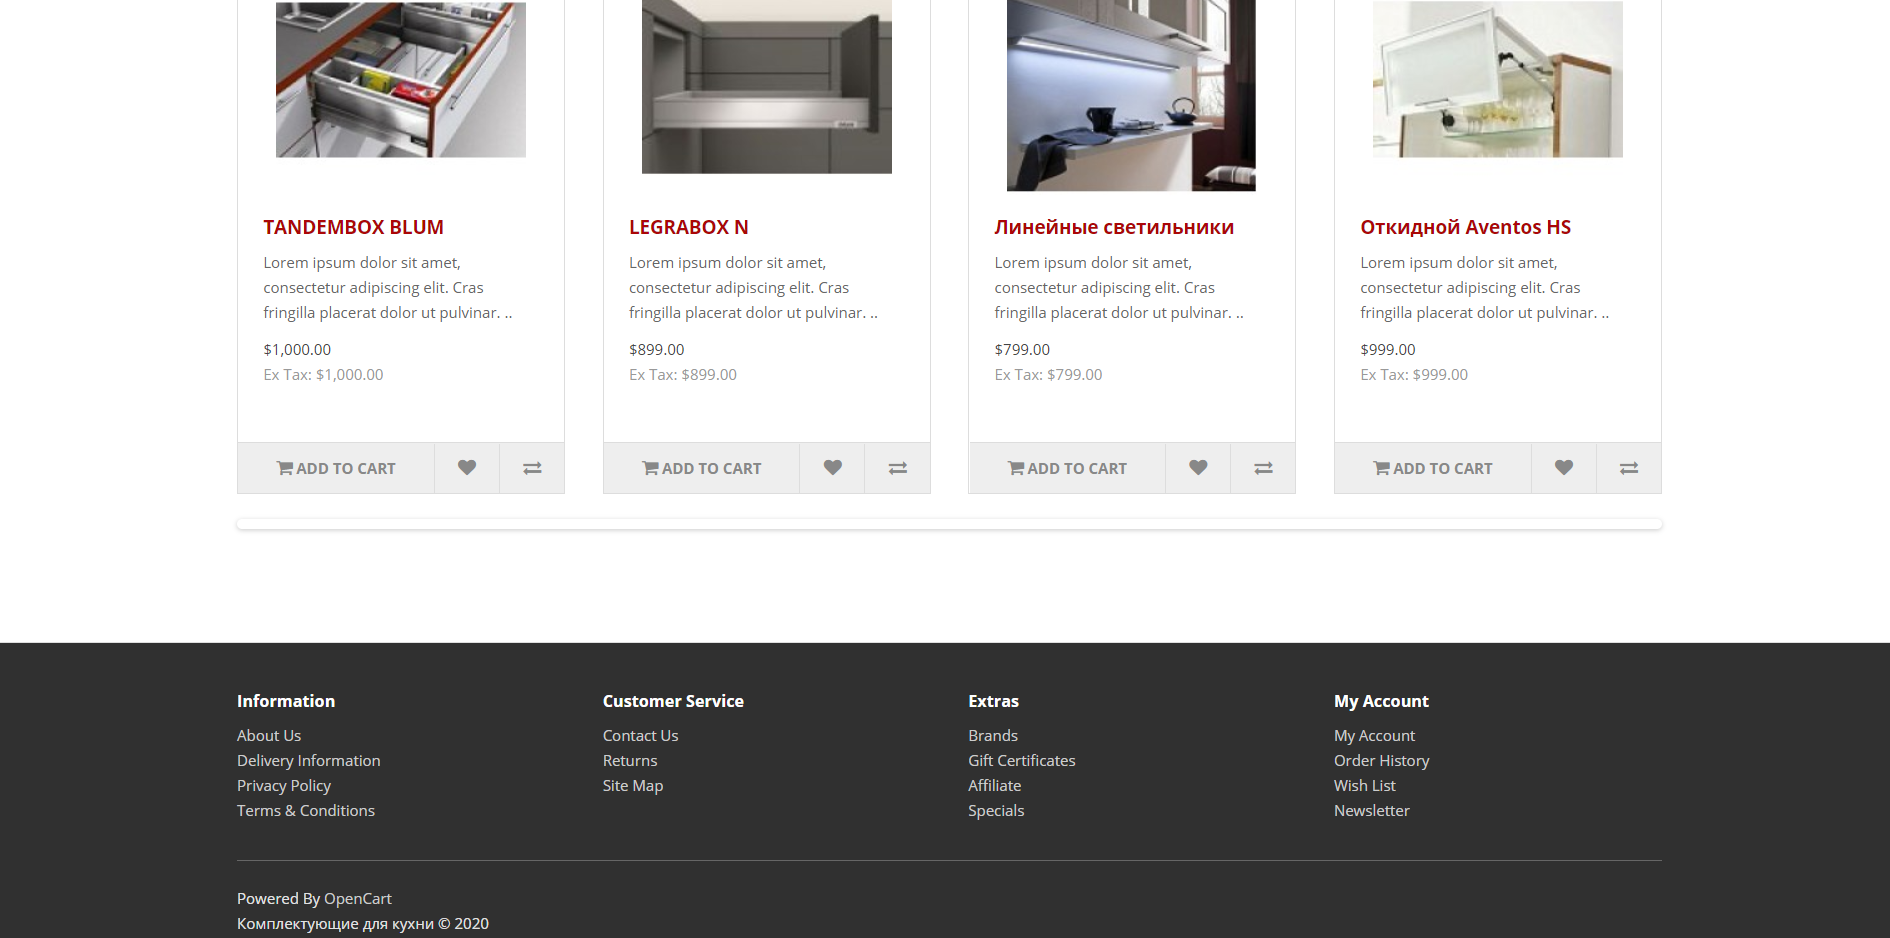 TANDEMBOX BLUM
Lorem ipsum dolor sit amet,
consectetur adipiscing elit. Cras
fringilla placerat dolor ut pulvinar. ..
$1,000.00
Ex Tax: $1,000.00
ADD TO CART
LEGRABOX N
Lorem ipsum dolor sit amet,
consectetur adipiscing elit. Cras
fringilla placerat dolor ut pulvinar. ..
$899.00
Ex Tax: $899.00
ADD TO CART
Линейные светильники
Lorem ipsum dolor sit amet,
consectetur adipiscing elit. Cras
fringilla placerat dolor ut pulvinar. ..
$799.00
Ex Tax: $799.00
ADD TO CART
Откидной Aventos HS
Lorem ipsum dolor sit amet,
consectetur adipiscing elit. Cras
fringilla placerat dolor ut pulvinar. ..
$999.00
Ex Tax: $999.00
ADD TO CART
Information
About Us
Delivery Information
Privacy Policy
Terms & Conditions
Customer Service
Contact Us
Returns
Site Map
Extras
Brands
Gift Certificates
Affiliate
Specials
My Account
My Account
Order History
Wish List
Newsletter
Powered By OpenCart
Комплектующие для кухни © 2020